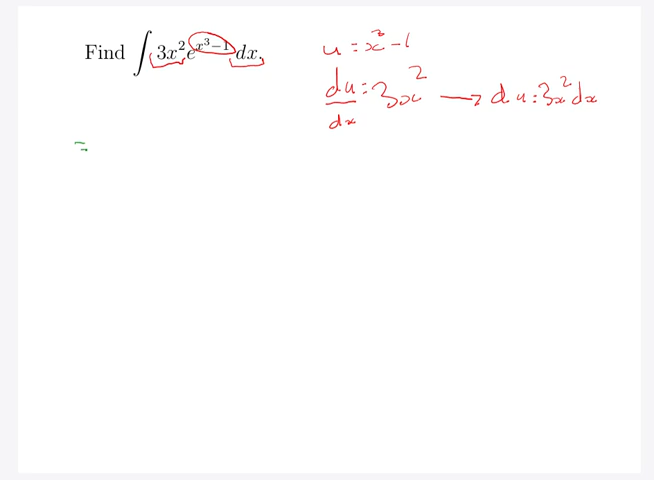 Find ∫ 3x²e^{x³−1} dx.
u = x³ − 1
du/dx = 3x² → du = 3x² dx
=